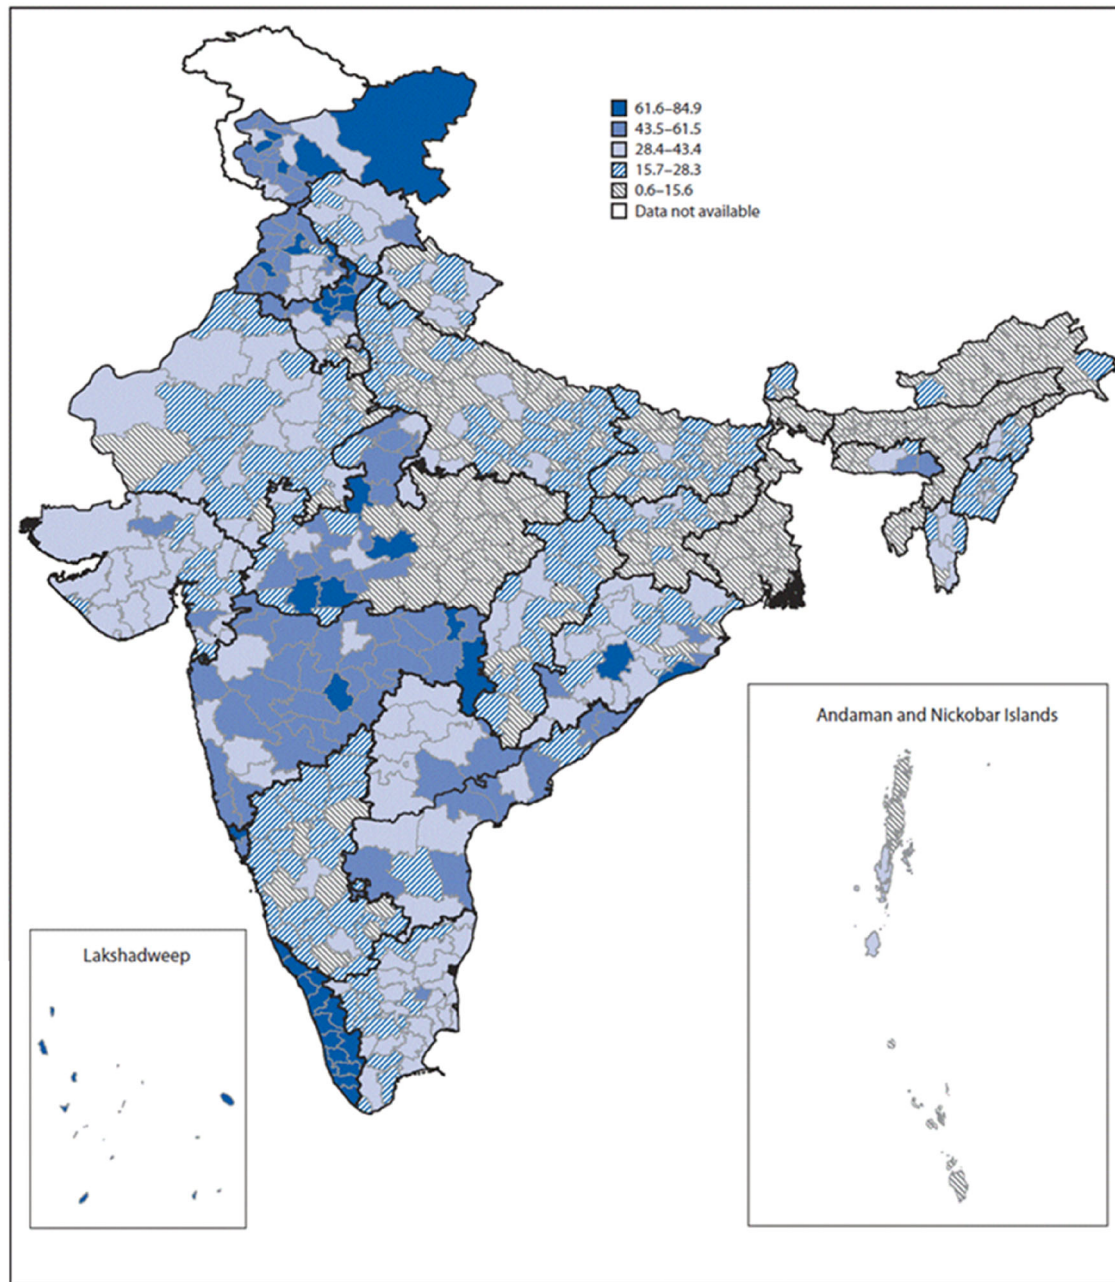 61.6–84.9
43.5–61.5
28.4–43.4
15.7–28.3
0.6–15.6
Data not available
Andaman and Nickobar Islands
Lakshadweep